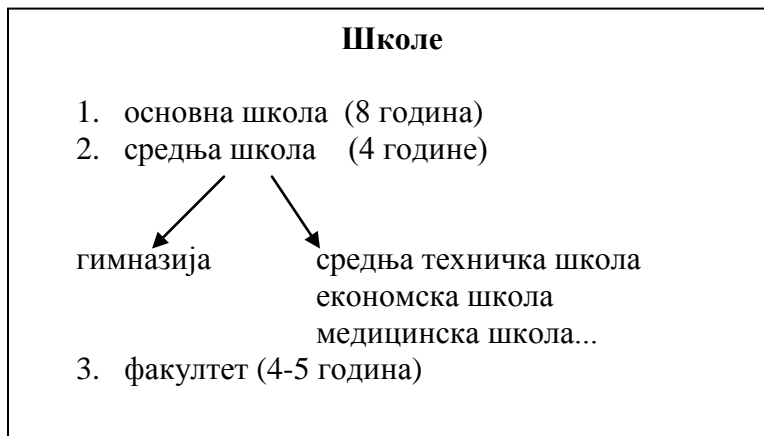 Школе
1. основна школа (8 година)
2. средња школа (4 године)
гимназија средња техничка школа
економска школа
медицинска школа...
3. факултет (4-5 година)